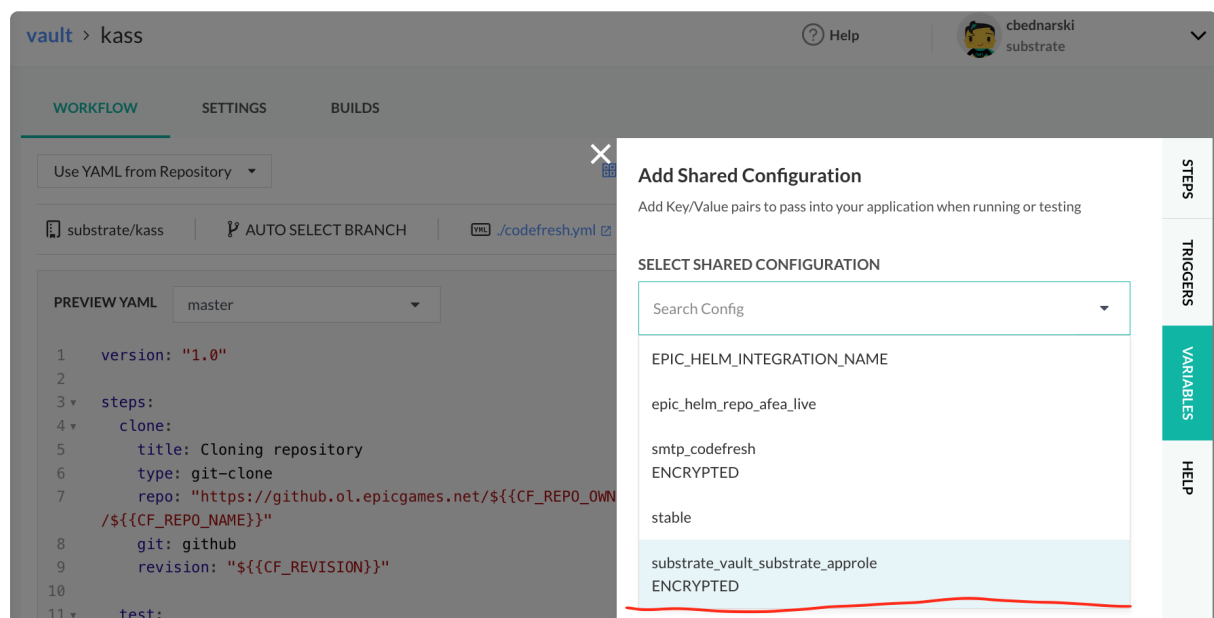 vault > kass
Help
cbednarski
substrate
WORKFLOW SETTINGS BUILDS
Use YAML from Repository
substrate/kass
AUTO SELECT BRANCH
YML ./codefresh.yml
PREVIEW YAML
master
1 version: "1.0"
2
3 steps:
4 clone:
5 title: Cloning repository
6 type: git-clone
7 repo: "https://github.ol.epicgames.net/${{CF_REPO_OWN
/${{CF_REPO_NAME}}"
8 git: github
9 revision: "${{CF_REVISION}}"
10
11 test:
Add Shared Configuration
Add Key/Value pairs to pass into your application when running or testing
SELECT SHARED CONFIGURATION
Search Config
EPIC_HELM_INTEGRATION_NAME
epic_helm_repo_afea_live
smtp_codefresh
ENCRYPTED
stable
substrate_vault_substrate_approle
ENCRYPTED
STEPS
TRIGGERS
VARIABLES
HELP